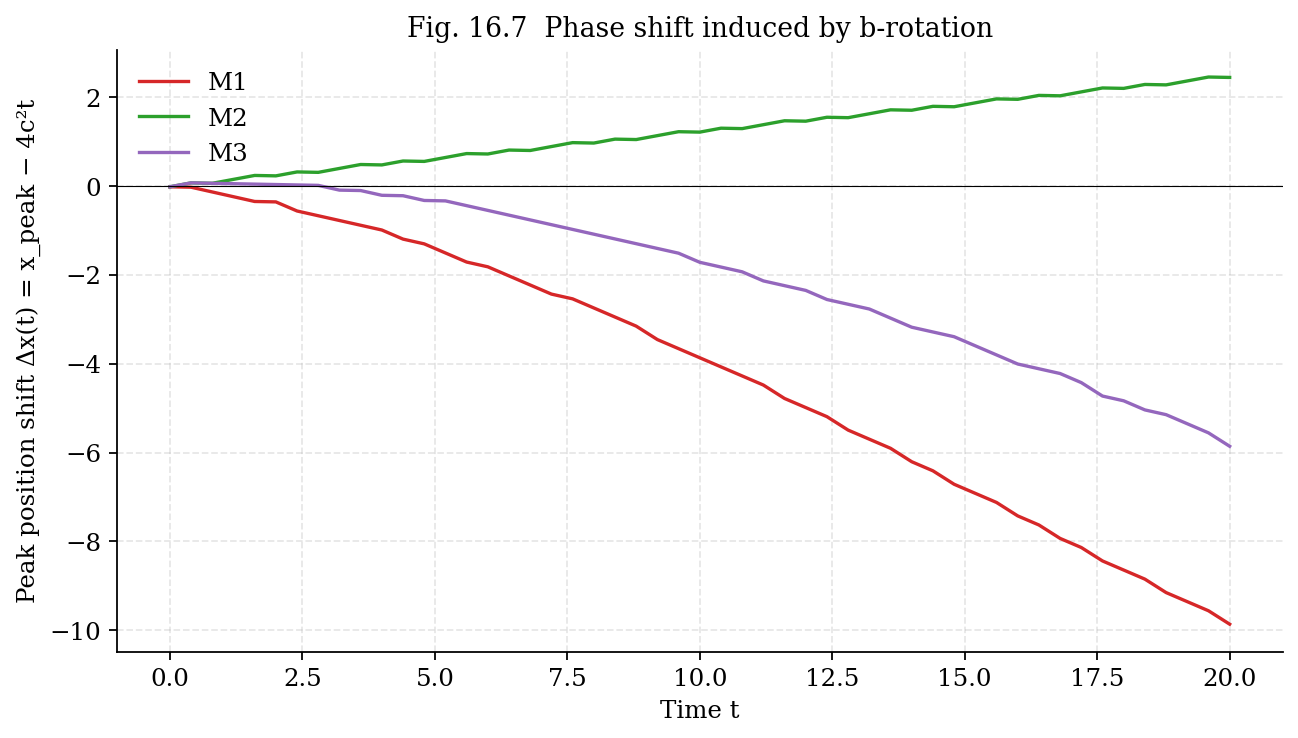 Fig. 16.7  Phase shift induced by b-rotation
Peak position shift Δx(t) = x_peak − 4c²t
M1
M2
M3
2
0
−2
−4
−6
−8
−10
0.0 2.5 5.0 7.5 10.0 12.5 15.0 17.5 20.0
Time t